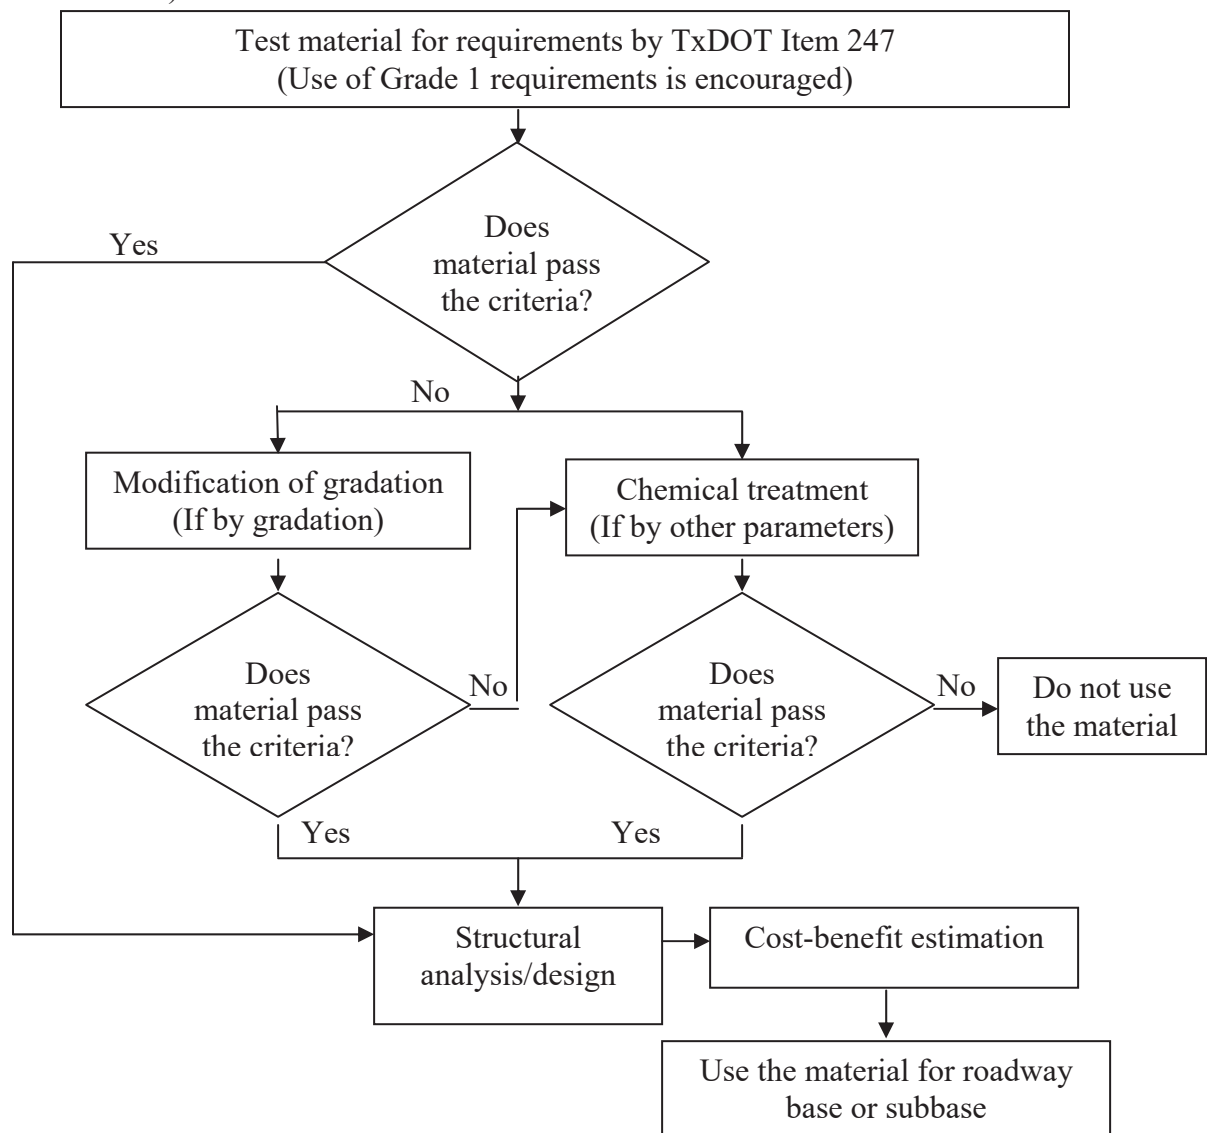 Test material for requirements by TxDOT Item 247
(Use of Grade 1 requirements is encouraged)
Does
material pass
the criteria?
Yes
No
Modification of gradation
(If by gradation)
Chemical treatment
(If by other parameters)
Does
material pass
the criteria?
No
Does
material pass
the criteria?
No
Do not use
the material
Yes
Yes
Structural
analysis/design
Cost-benefit estimation
Use the material for roadway
base or subbase